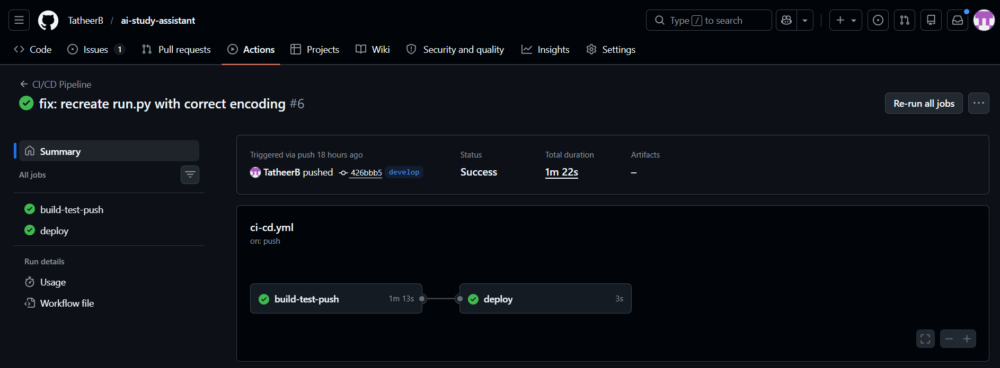 TatheerB / ai-study-assistant
Type / to search
Code
Issues 1
Pull requests
Actions
Projects
Wiki
Security and quality
Insights
Settings
CI/CD Pipeline
fix: recreate run.py with correct encoding #6
Re-run all jobs
Summary
All jobs
build-test-push
deploy
Run details
Usage
Workflow file
Triggered via push 18 hours ago
TatheerB pushed 426bbb5 develop
Status
Success
Total duration
1m 22s
Artifacts
–
ci-cd.yml
on: push
build-test-push 1m 13s
deploy 3s